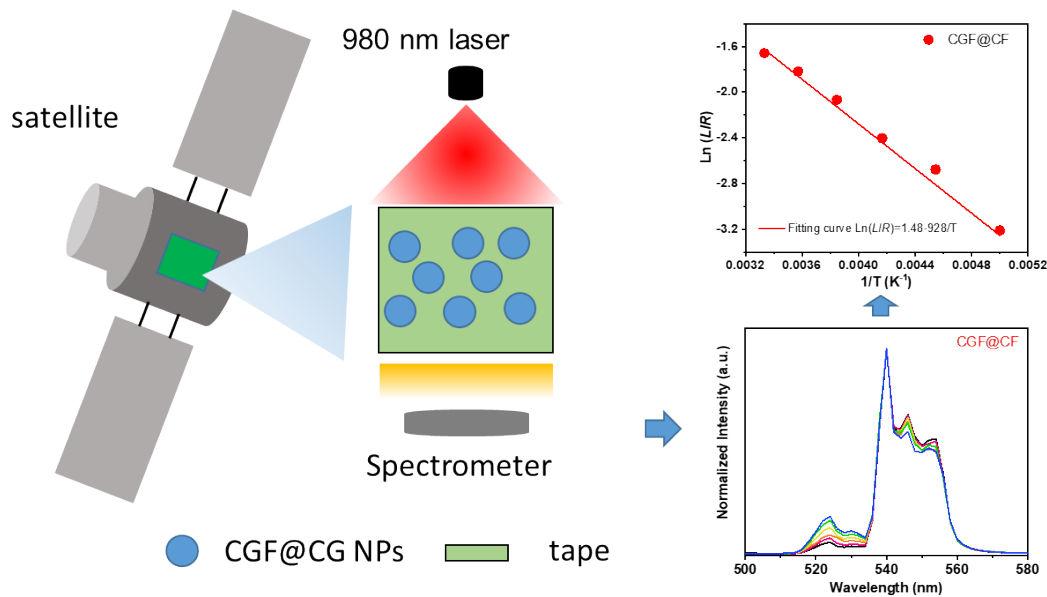 980 nm laser
satellite
Spectrometer
CGF@CG NPs
tape
CGF@CF
Ln (LIR)
-1.6
-2.0
-2.4
-2.8
-3.2
Fitting curve Ln(LIR)=1.48-928/T
0.0032 0.0036 0.0040 0.0044 0.0048 0.0052
1/T (K⁻¹)
CGF@CF
Normalized Intensity (a.u.)
500 520 540 560 580
Wavelength (nm)